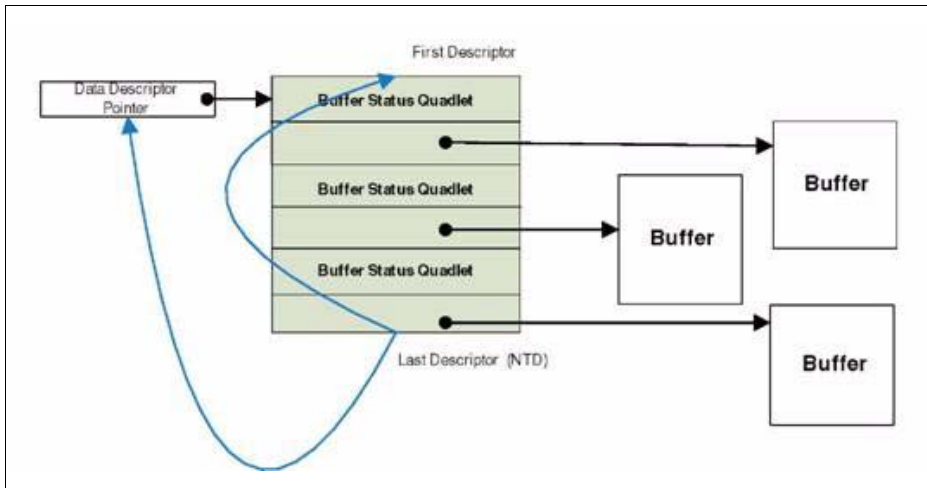 First Descriptor
Data Descriptor
Pointer
Buffer Status Quadlet
Buffer
Buffer Status Quadlet
Buffer
Buffer Status Quadlet
Last Descriptor (NTD)
Buffer